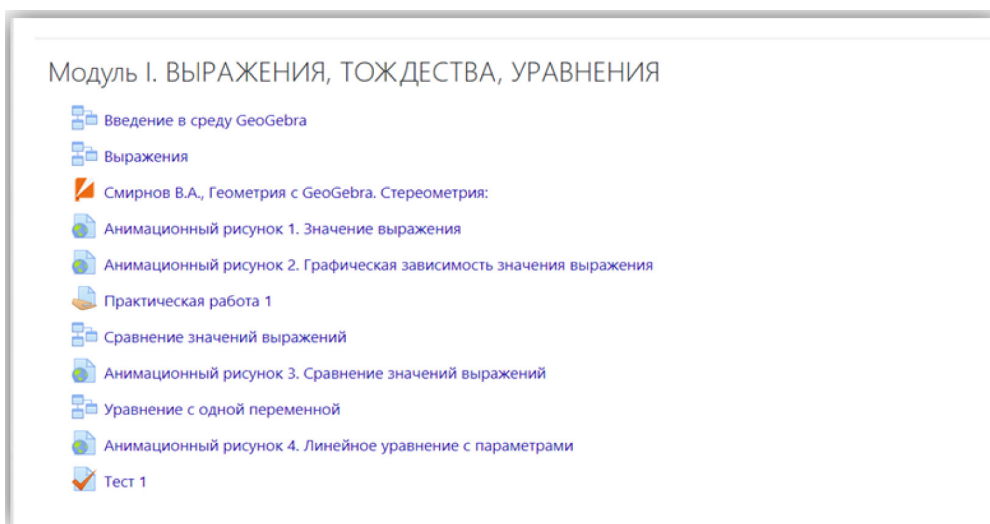 Модуль I. ВЫРАЖЕНИЯ, ТОЖДЕСТВА, УРАВНЕНИЯ
Введение в среду GeoGebra
Выражения
Смирнов В.А., Геометрия с GeoGebra. Стереометрия:
Анимационный рисунок 1. Значение выражения
Анимационный рисунок 2. Графическая зависимость значения выражения
Практическая работа 1
Сравнение значений выражений
Анимационный рисунок 3. Сравнение значений выражений
Уравнение с одной переменной
Анимационный рисунок 4. Линейное уравнение с параметрами
Тест 1